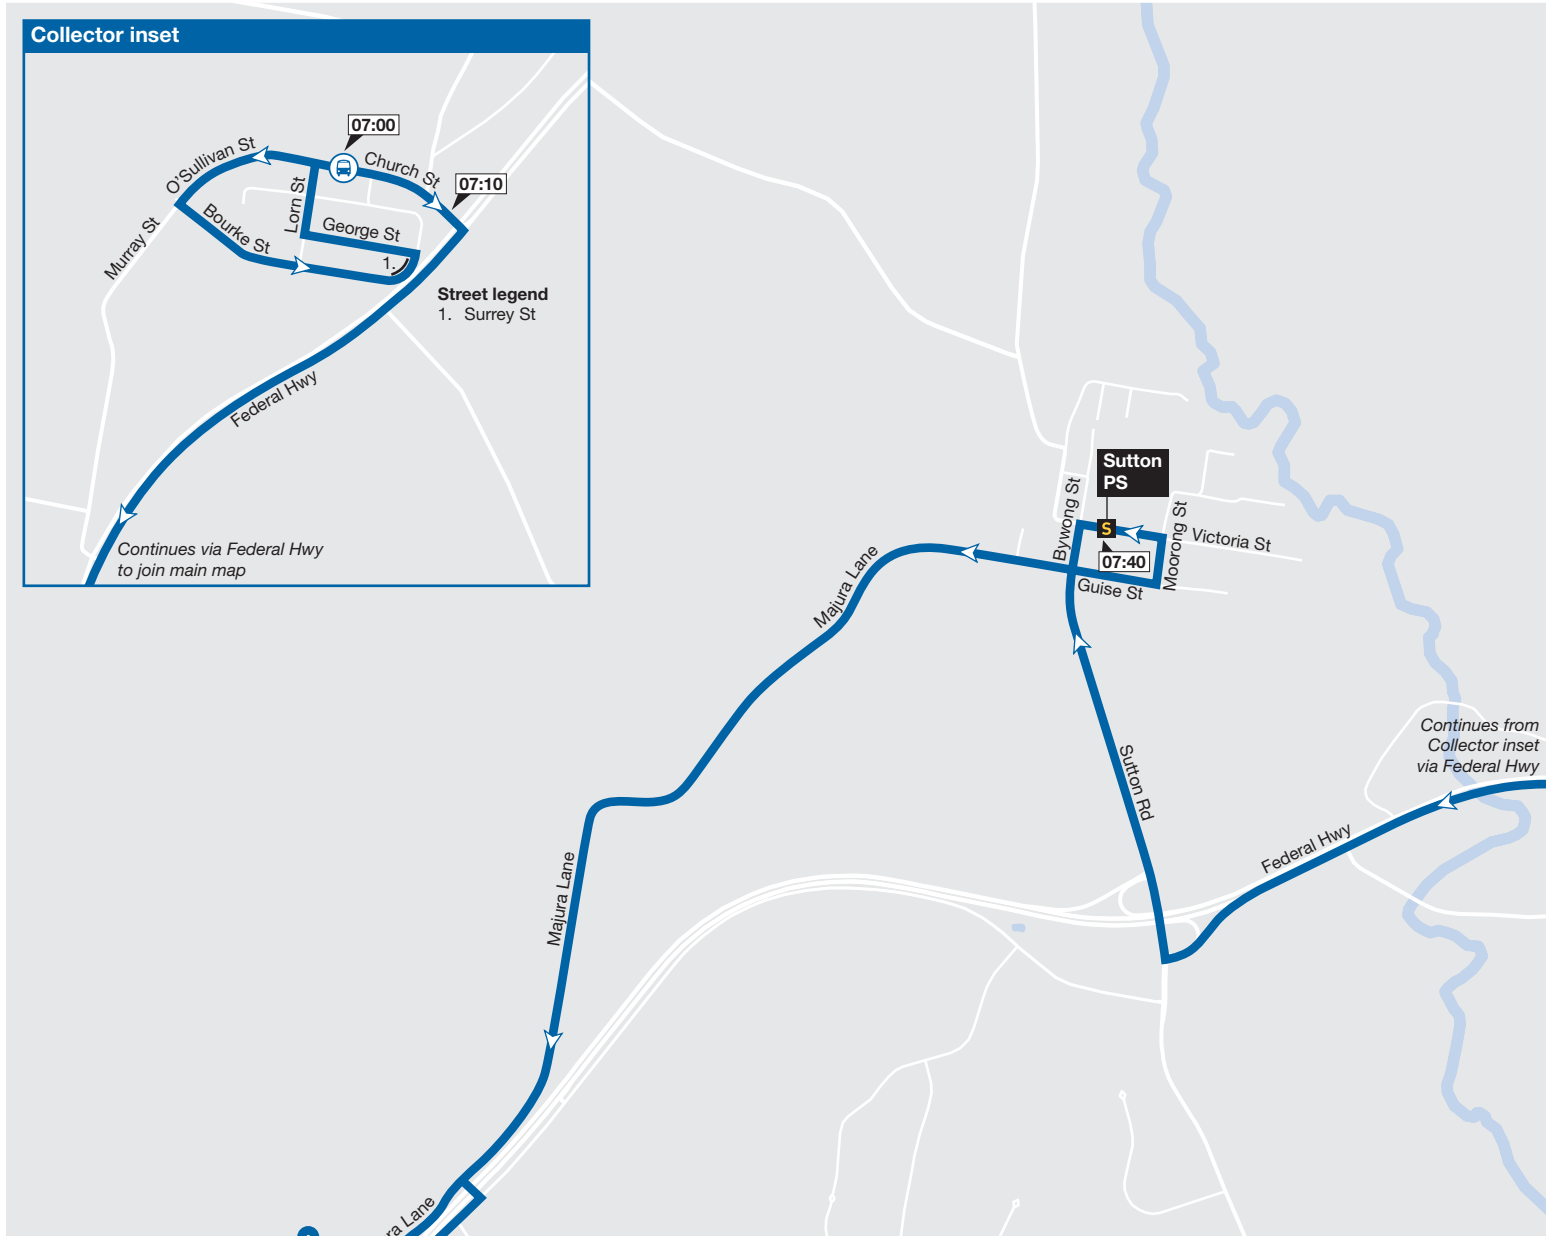 Collector inset
07:00
O'Sullivan St
Church St
07:10
Lorn St
Murray St
Bourke St
George St
1.
Street legend
1. Surrey St
Federal Hwy
Continues via Federal Hwy
to join main map
Sutton
PS
Bywong St
S
Moorong St
Victoria St
07:40
Guise St
Majura Lane
Sutton Rd
Continues from
Collector inset
via Federal Hwy
Federal Hwy
Majura Lane
Lane